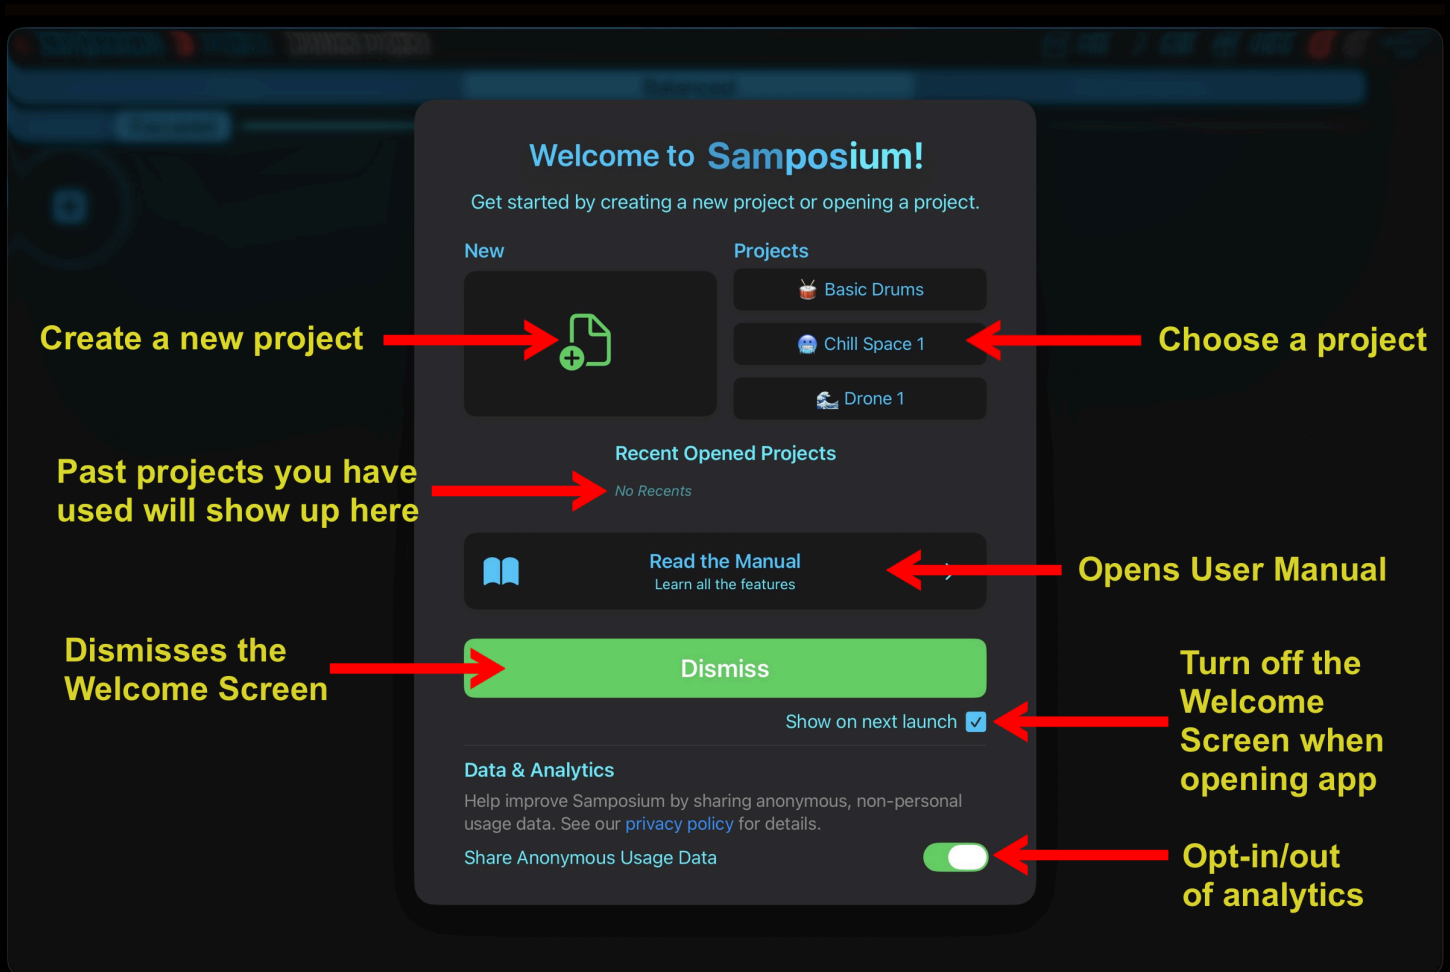 Balanced
Welcome to Samposium!
Get started by creating a new project or opening a project.
New
Projects
Basic Drums
Create a new project
Chill Space 1
Choose a project
Drone 1
Recent Opened Projects
Past projects you have
used will show up here
No Recents
Read the Manual
Learn all the features
Opens User Manual
Dismisses the
Welcome Screen
Dismiss
Turn off the
Welcome
Screen when
opening app
Show on next launch
Data & Analytics
Help improve Samposium by sharing anonymous, non-personal
usage data. See our privacy policy for details.
Share Anonymous Usage Data
Opt-in/out
of analytics